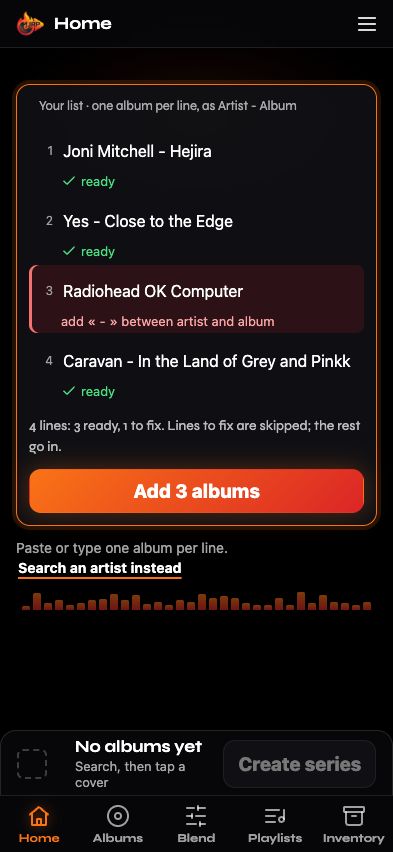 Home
Your list · one album per line, as Artist - Album
1 Joni Mitchell - Hejira
✓ ready
2 Yes - Close to the Edge
✓ ready
3 Radiohead OK Computer
add « - » between artist and album
4 Caravan - In the Land of Grey and Pinkk
✓ ready
4 lines: 3 ready, 1 to fix. Lines to fix are skipped; the rest
go in.
Add 3 albums
Paste or type one album per line.
Search an artist instead
No albums yet
Search, then tap a
cover
Create series
Home Albums Blend Playlists Inventory